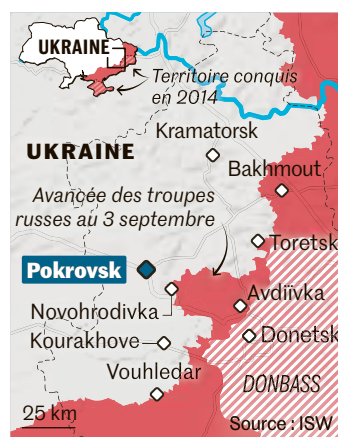 UKRAINE
Territoire conquis
en 2014
Kramatorsk
UKRAINE
Bakhmout
Avancée des troupes
russes au 3 septembre
Toretsk
Pokrovsk
Avdiïvka
Novohrodivka
Donetsk
Kourakhove
Vouhledar
DONBASS
25 km
Source : ISW